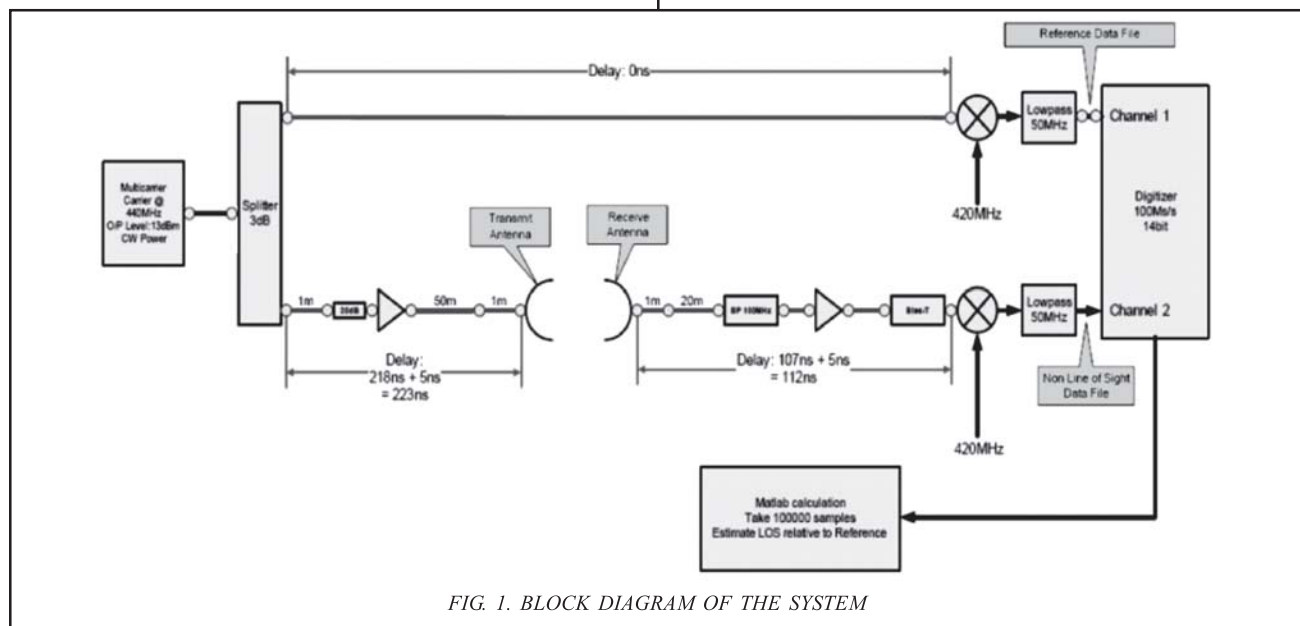 Reference Data File
Delay: 0ns
Lowpass
50MHz
Channel 1
Multicarrier
Carrier @
440MHz
O/P Level:13dBm
CW Power
Splitter
3dB
420MHz
Digitizer
100Ms/s
14bit
Transmit
Antenna
Receive
Antenna
1m
50m
1m
1m
20m
BP 100MHz
Bias-T
Lowpass
50MHz
Channel 2
Delay:
218ns + 5ns
= 223ns
Delay: 107ns + 5ns
= 112ns
Non Line of Sight
Data File
420MHz
Matlab calculation
Take 100000 samples
Estimate LOS relative to Reference
FIG. 1. BLOCK DIAGRAM OF THE SYSTEM